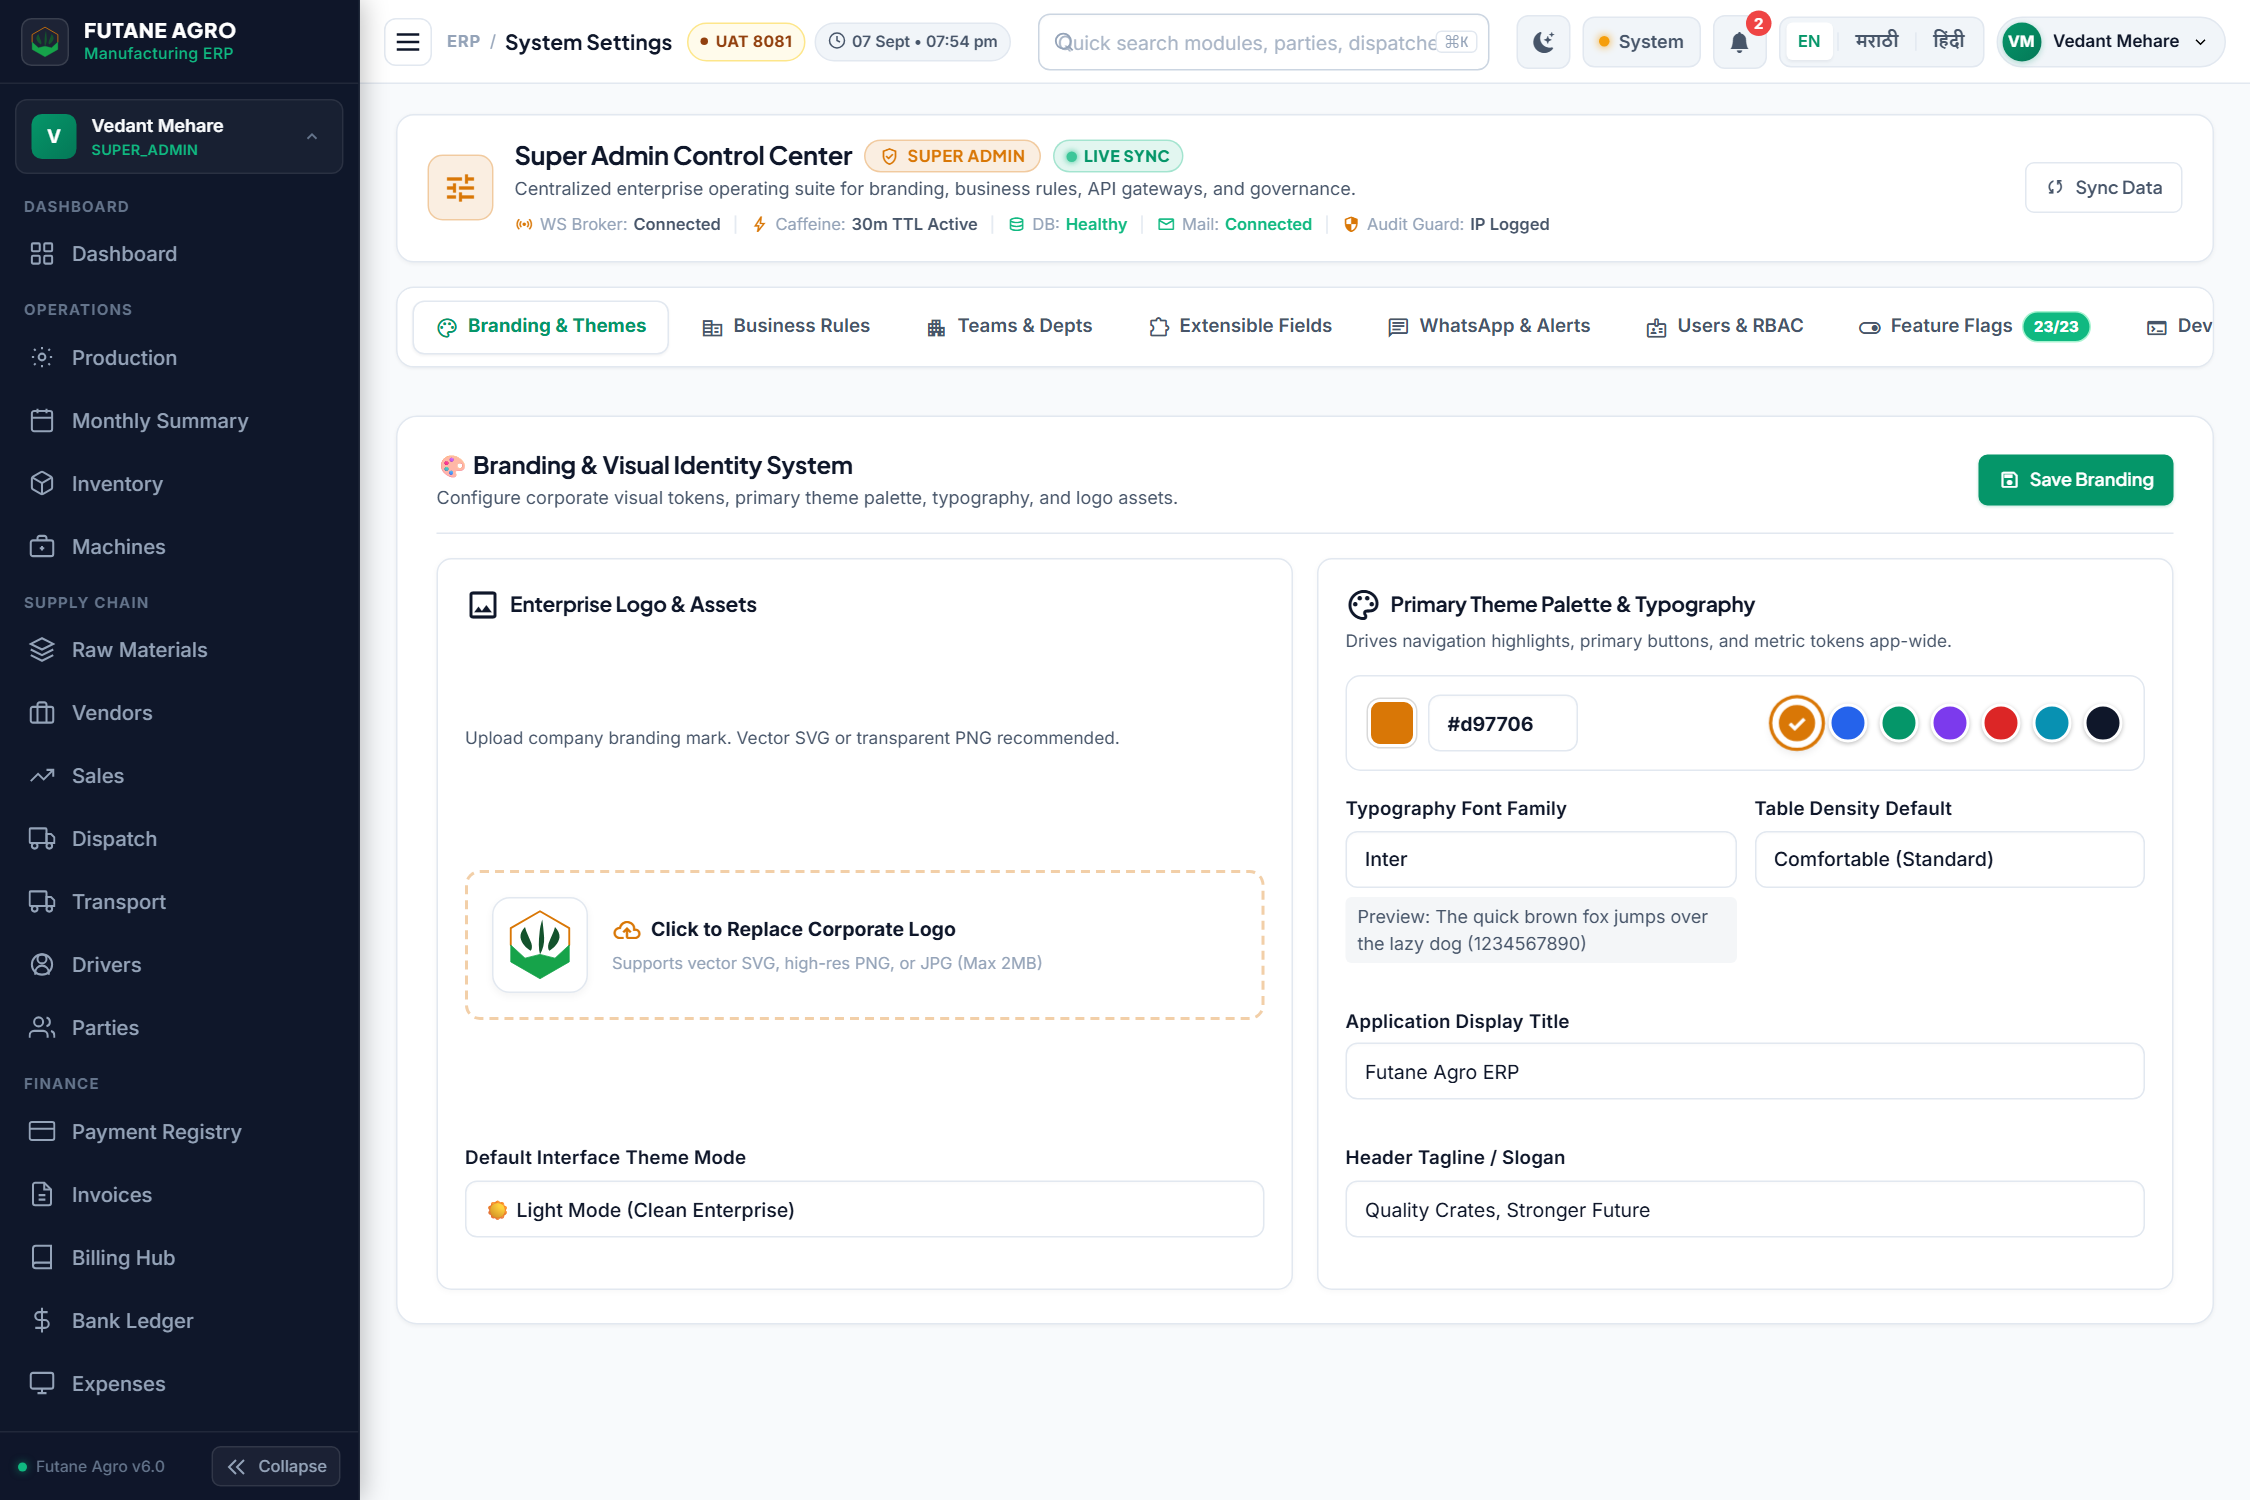 FUTANE AGRO
Manufacturing ERP
V
Vedant Mehare
SUPER_ADMIN
DASHBOARD
Dashboard
OPERATIONS
Production
Monthly Summary
Inventory
Machines
SUPPLY CHAIN
Raw Materials
Vendors
Sales
Dispatch
Transport
Drivers
Parties
FINANCE
Payment Registry
Invoices
Billing Hub
Bank Ledger
Expenses
Futane Agro v6.0
Collapse
ERP / System Settings
UAT 8081
07 Sept • 07:54 pm
Quick search modules, parties, dispatche
⌘K
System
2
EN
मराठी
हिंदी
VM
Vedant Mehare
Super Admin Control Center
SUPER ADMIN
LIVE SYNC
Centralized enterprise operating suite for branding, business rules, API gateways, and governance.
WS Broker: Connected
Caffeine: 30m TTL Active
DB: Healthy
Mail: Connected
Audit Guard: IP Logged
Sync Data
Branding & Themes
Business Rules
Teams & Depts
Extensible Fields
WhatsApp & Alerts
Users & RBAC
Feature Flags 23/23
Dev
Branding & Visual Identity System
Configure corporate visual tokens, primary theme palette, typography, and logo assets.
Save Branding
Enterprise Logo & Assets
Upload company branding mark. Vector SVG or transparent PNG recommended.
Click to Replace Corporate Logo
Supports vector SVG, high-res PNG, or JPG (Max 2MB)
Default Interface Theme Mode
Light Mode (Clean Enterprise)
Primary Theme Palette & Typography
Drives navigation highlights, primary buttons, and metric tokens app-wide.
#d97706
Typography Font Family
Inter
Preview: The quick brown fox jumps over
the lazy dog (1234567890)
Table Density Default
Comfortable (Standard)
Application Display Title
Futane Agro ERP
Header Tagline / Slogan
Quality Crates, Stronger Future